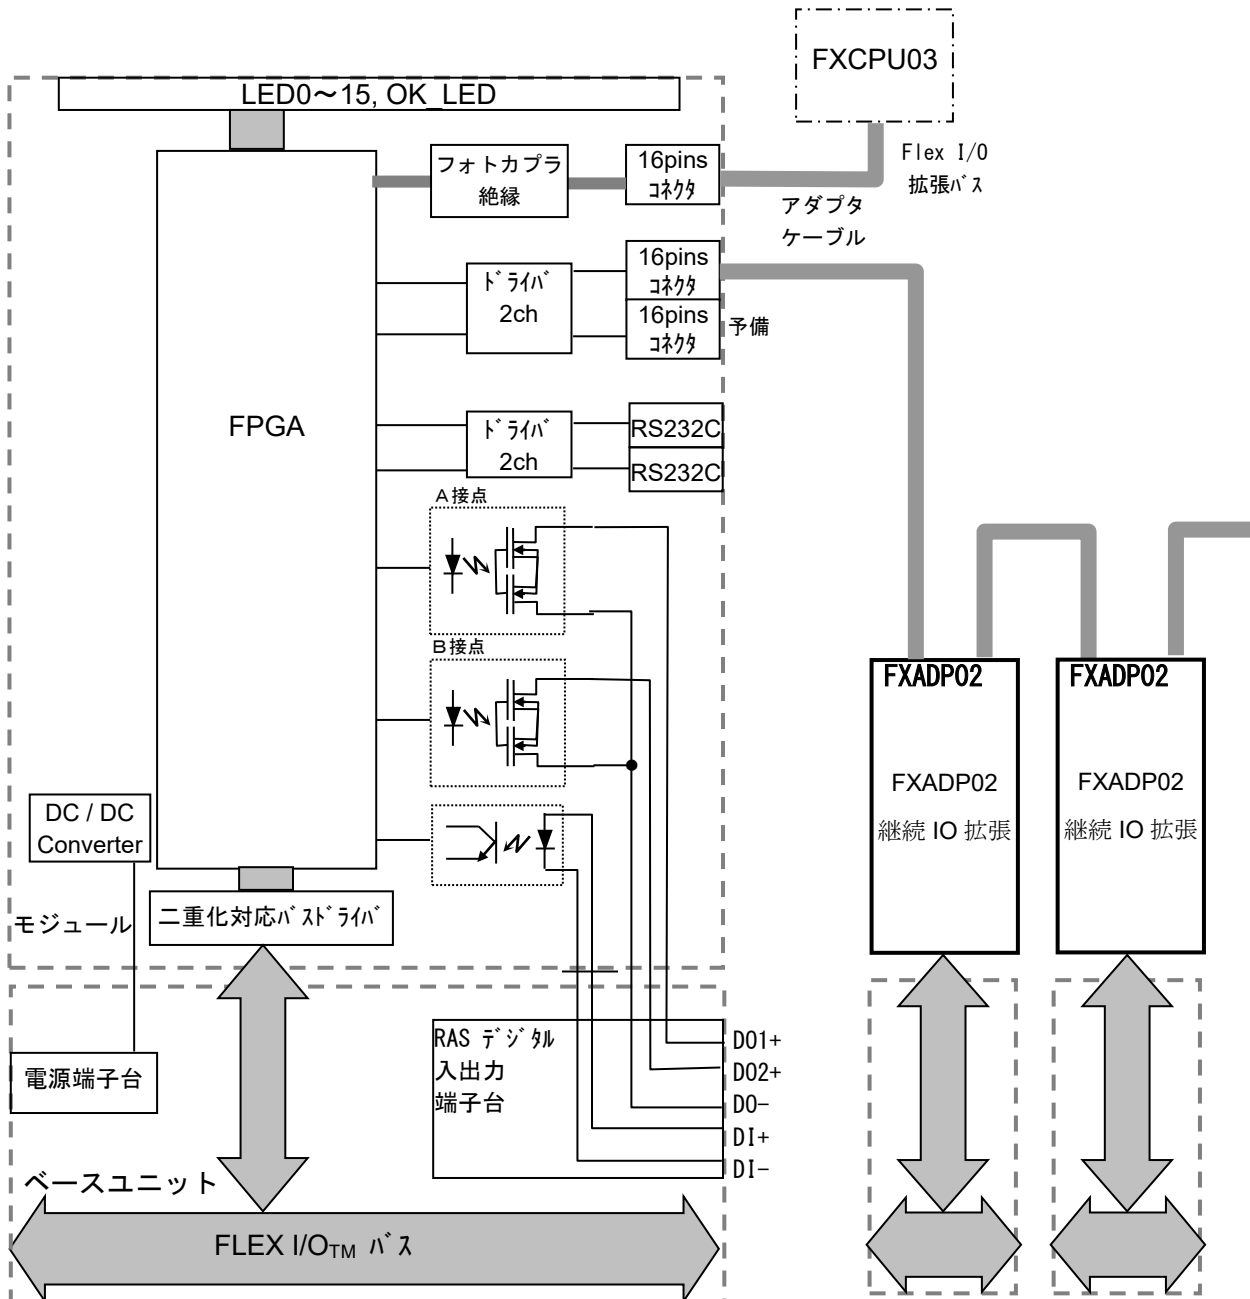 FXCPU03
LED0～15, OK_LED
フォトカプラ
絶縁
16pins
コネクタ
Flex I/O
拡張バス
アダプタ
ケーブル
ドライバ
2ch
16pins
コネクタ
16pins
コネクタ
予備
FPGA
ドライバ
2ch
RS232C
RS232C
A接点
B接点
FXADP02
FXADP02
継続 IO 拡張
FXADP02
FXADP02
継続 IO 拡張
DC / DC
Converter
モジュール
二重化対応バスドライバ
電源端子台
RAS デジタル
入出力
端子台
DO1+
DO2+
DO-
DI+
DI-
ベースユニット
FLEX I/OTM バス